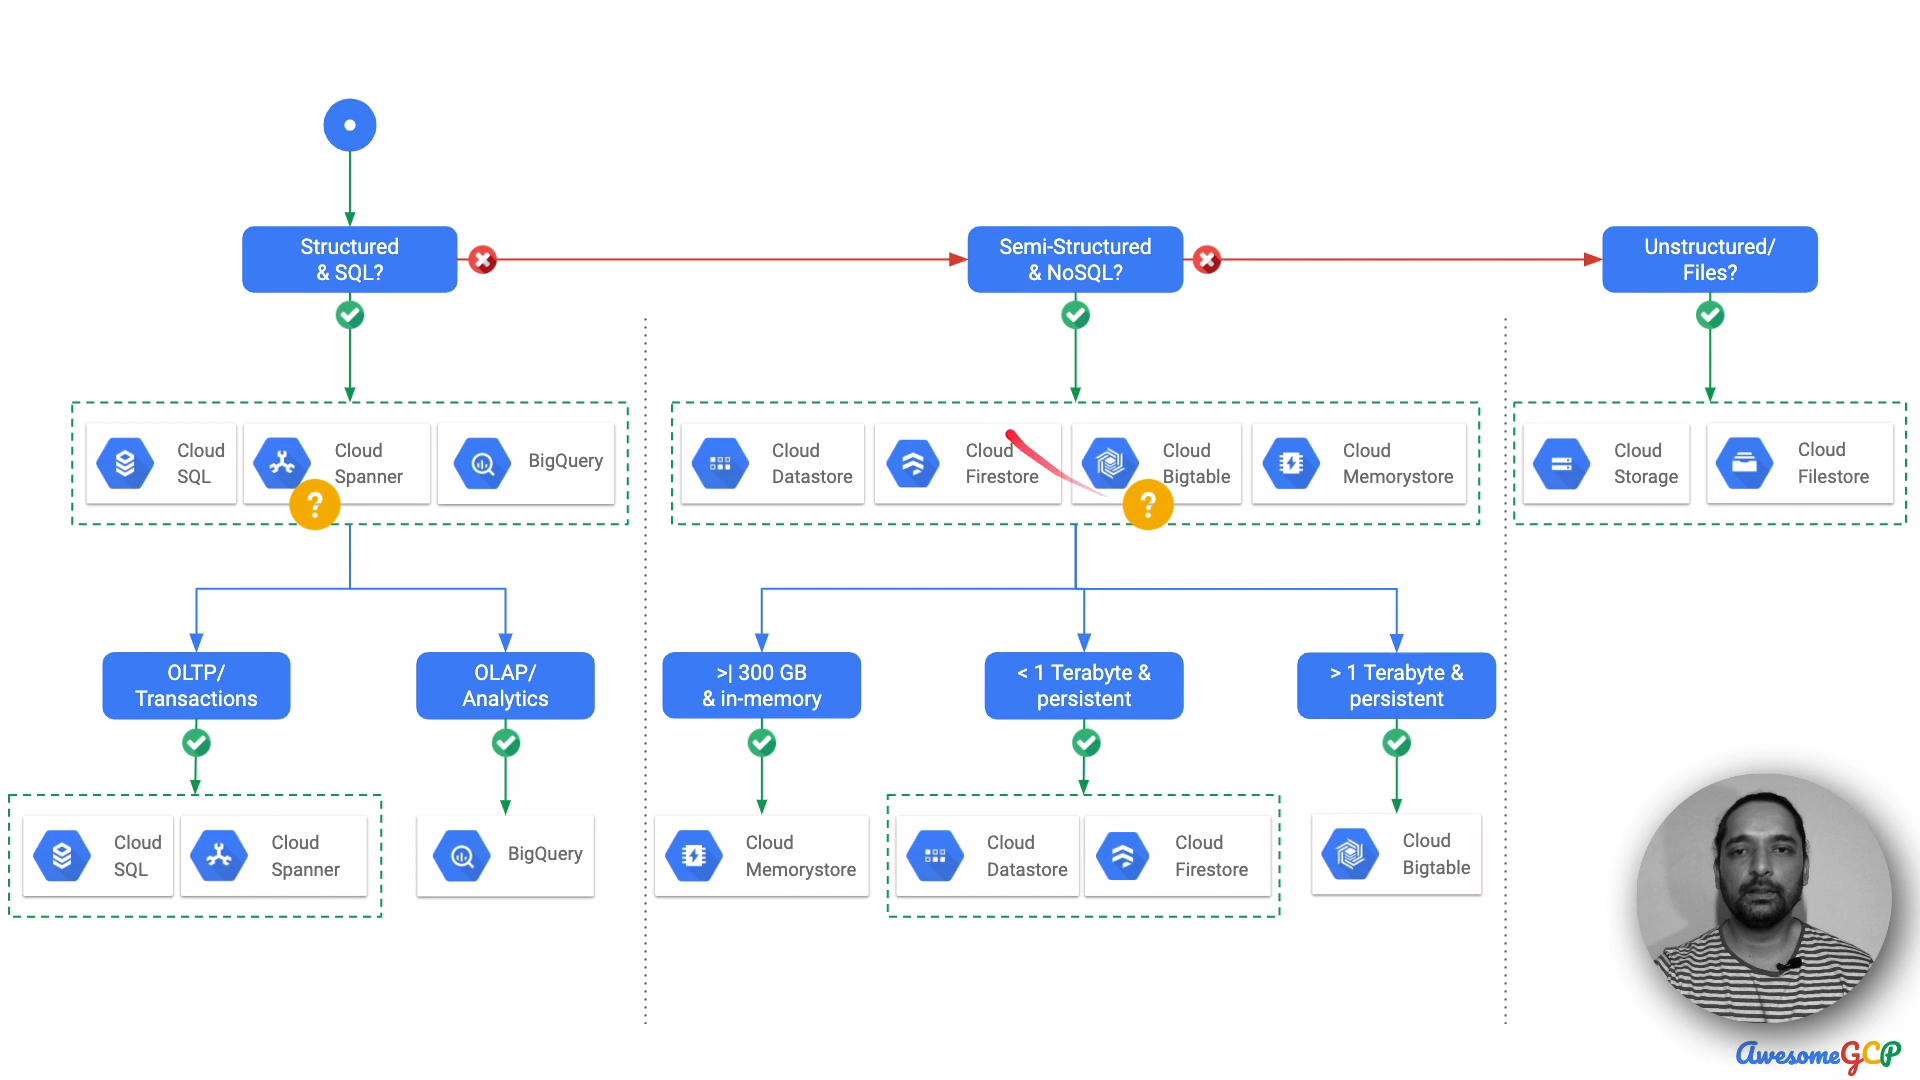 Structured
& SQL?
Semi-Structured
& NoSQL?
Unstructured/
Files?
Cloud
SQL
Cloud
Spanner
BigQuery
?
Cloud
Datastore
Cloud
Firestore
Cloud
Bigtable
?
Cloud
Memorystore
Cloud
Storage
Cloud
Filestore
OLTP/
Transactions
OLAP/
Analytics
>| 300 GB
& in-memory
< 1 Terabyte &
persistent
> 1 Terabyte &
persistent
Cloud
SQL
Cloud
Spanner
BigQuery
Cloud
Memorystore
Cloud
Datastore
Cloud
Firestore
Cloud
Bigtable
AwesomeGCP